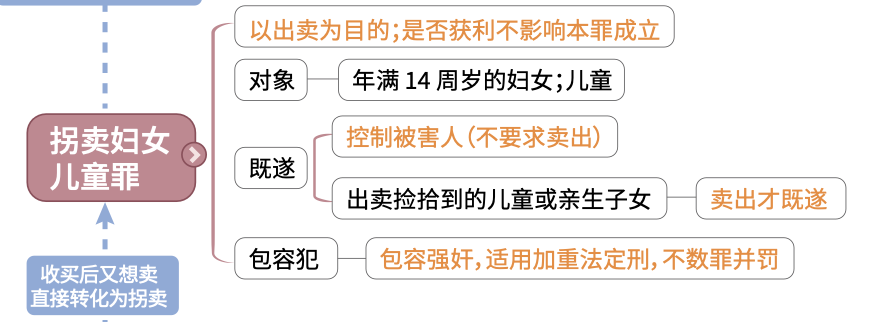 以出卖为目的；是否获利不影响本罪成立
对象
年满 14 周岁的妇女；儿童
拐卖妇女
儿童罪
既遂
控制被害人（不要求卖出）
出卖捡拾到的儿童或亲生子女
卖出才既遂
包容犯
包容强奸，适用加重法定刑，不数罪并罚
收买后又想卖
直接转化为拐卖